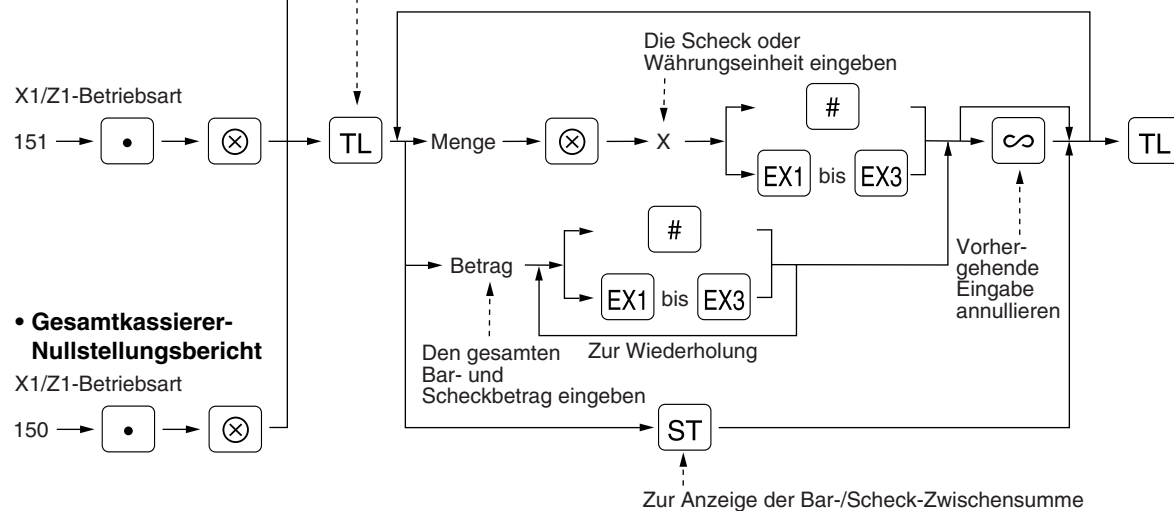 Die Scheck oder
Währungseinheit eingeben
X1/Z1-Betriebsart
151 • ⊗ TL Menge ⊗ X # TL
EX1 bis EX3 ∞
Betrag # EX1 bis EX3
Vorher-
gehende
Eingabe
annullieren
• Gesamtkassierer-
Nullstellungsbericht
Zur Wiederholung
Den gesamten
Bar- und
Scheckbetrag eingeben
X1/Z1-Betriebsart
150 • ⊗ ST
Zur Anzeige der Bar-/Scheck-Zwischensumme